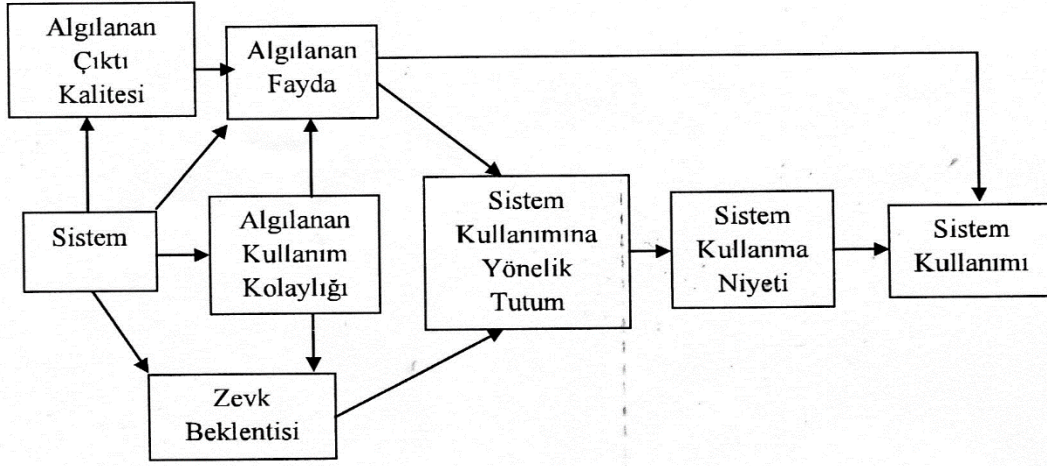 Algılanan
Çıktı
Kalitesi
Algılanan
Fayda
Sistem
Algılanan
Kullanım
Kolaylığı
Zevk
Beklentisi
Sistem
Kullanımına
Yönelik
Tutum
Sistem
Kullanma
Niyeti
Sistem
Kullanımı